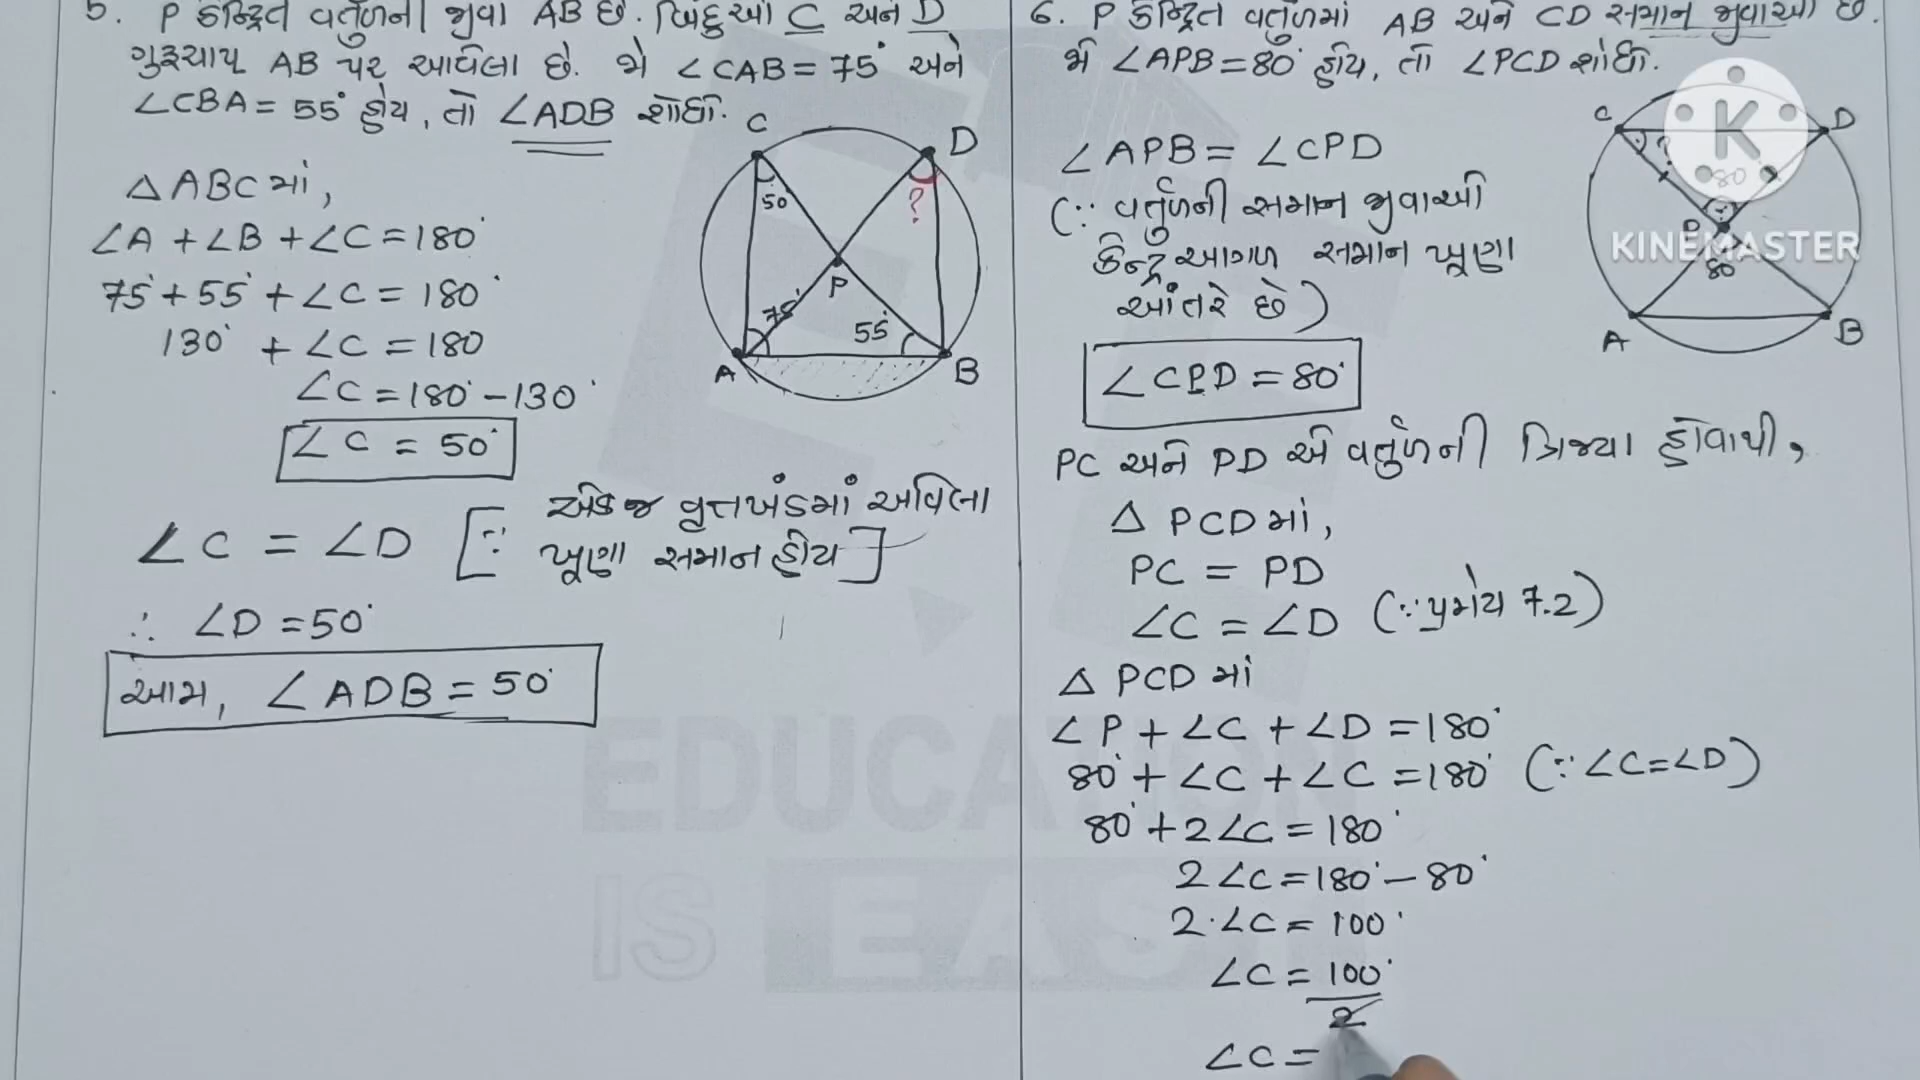 5. P કેન્દ્રિત વર્તુળની જીવા AB છે. બિંદુઓ C અને D
ગુરુચાપ AB પર આવેલા છે. જો ∠CAB = 75° અને
∠CBA = 55° હોય, તો ∠ADB શોધો.
△ ABC માં,
∠A + ∠B + ∠C = 180°
75° + 55° + ∠C = 180°
130° + ∠C = 180
∠C = 180° - 130°
∠C = 50°
∠C = ∠D [∵ એક જ વૃત્તખંડમાં આવેલા
ખૂણા સમાન હોય]
∴ ∠D = 50°
આમ, ∠ADB = 50°
C
D
50
?
P
75°
55°
A
B
6. P કેન્દ્રિત વર્તુળમાં AB અને CD સમાન જીવાઓ છે.
જો ∠APB = 80° હોય, તો ∠PCD શોધો.
∠APB = ∠CPD
(∵ વર્તુળની સમાન જીવાઓ
કેન્દ્ર આગળ સમાન ખૂણા
આંતરે છે)
∠CPD = 80°
PC અને PD એ વર્તુળની ત્રિજ્યા હોવાથી,
△ PCD માં,
PC = PD
∠C = ∠D (∵ પ્રમેય 7.2)
△ PCD માં
∠P + ∠C + ∠D = 180°
80° + ∠C + ∠C = 180° (∵ ∠C = ∠D)
80° + 2∠C = 180°
2∠C = 180° - 80°
2·∠C = 100°
∠C = 100°
2
∠C =
C
D
?
80
P
80
A
B
K
KINEMASTER
EDUCATION
IS EASY